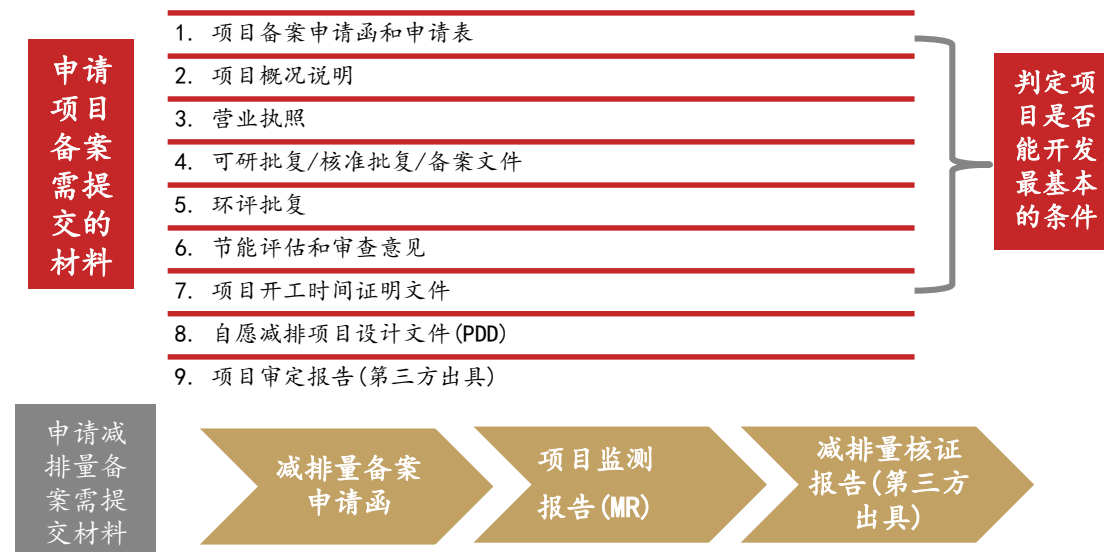 申请
项目
备案
需提
交的
材料
1. 项目备案申请函和申请表
2. 项目概况说明
3. 营业执照
4. 可研批复/核准批复/备案文件
5. 环评批复
6. 节能评估和审查意见
7. 项目开工时间证明文件
8. 自愿减排项目设计文件(PDD)
9. 项目审定报告(第三方出具)
判定项
目是否
能开发
最基本
的条件
申请减
排量备
案需提
交材料
减排量备案
申请函
项目监测
报告(MR)
减排量核证
报告(第三方
出具)